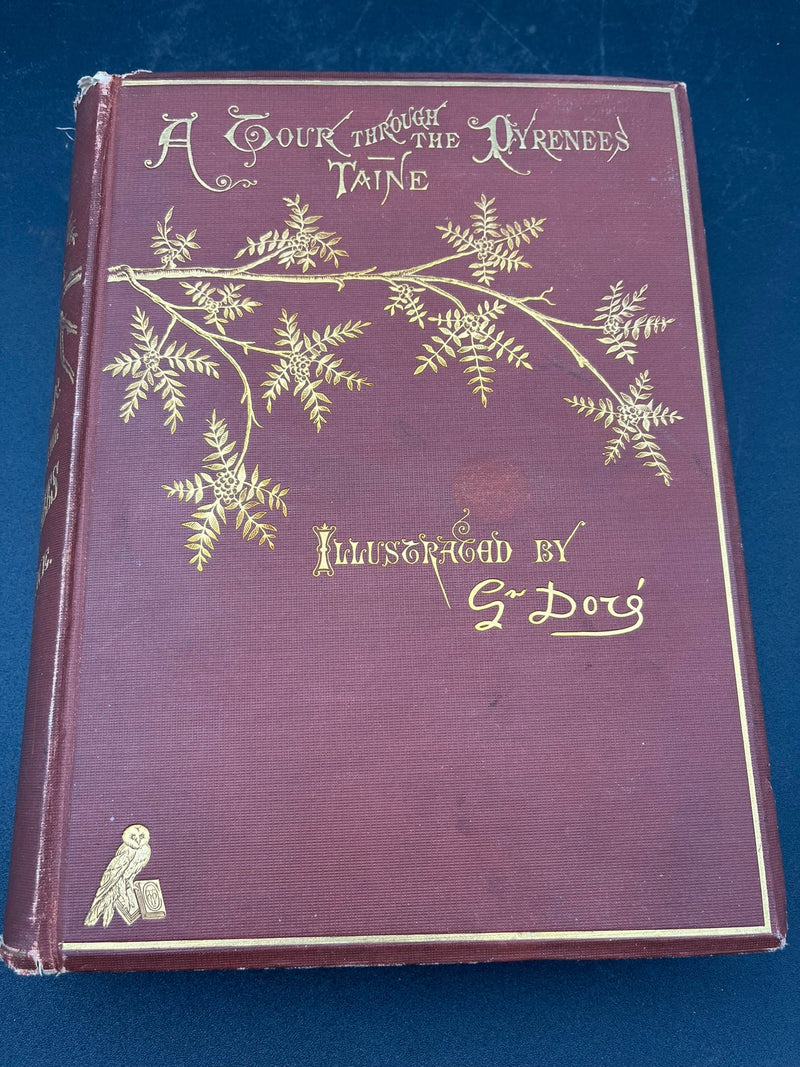 A TOUR THROUGH THE PYRENEES
TAINE
ILLUSTRATED BY
Gve Doré